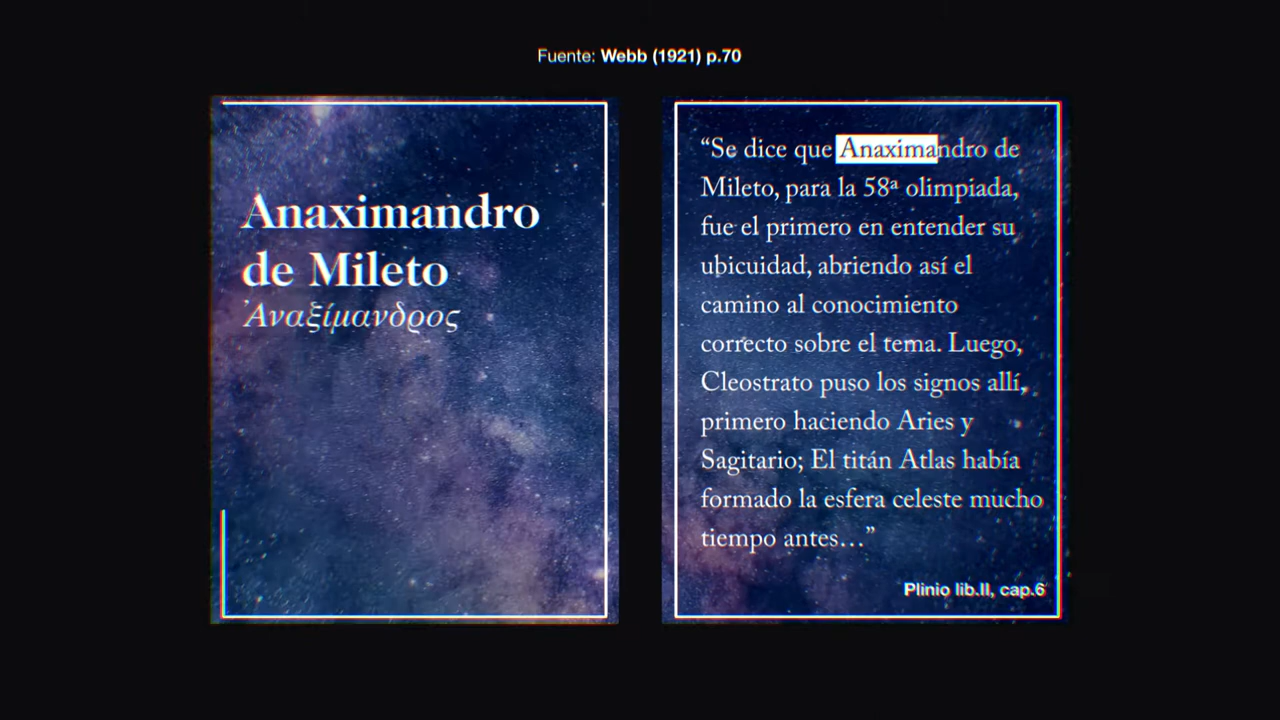 Fuente: Webb (1921) p.70
Anaximandro
de Mileto
Ἀναξίμανδρος
“Se dice que Anaximandro de
Mileto, para la 58ª olimpiada,
fue el primero en entender su
ubicuidad, abriendo así el
camino al conocimiento
correcto sobre el tema. Luego,
Cleostrato puso los signos allí,
primero haciendo Aries y
Sagitario; El titán Atlas había
formado la esfera celeste mucho
tiempo antes…”
Plinio lib.II, cap.6